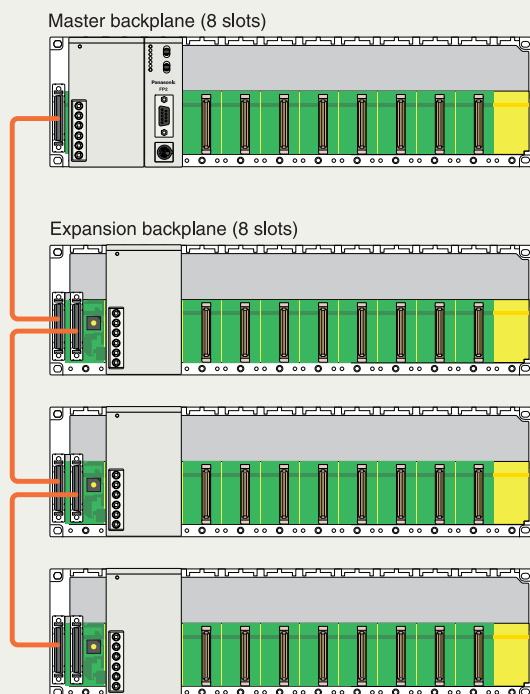 Master backplane (8 slots)
Panasonic
FP2
Expansion backplane (8 slots)